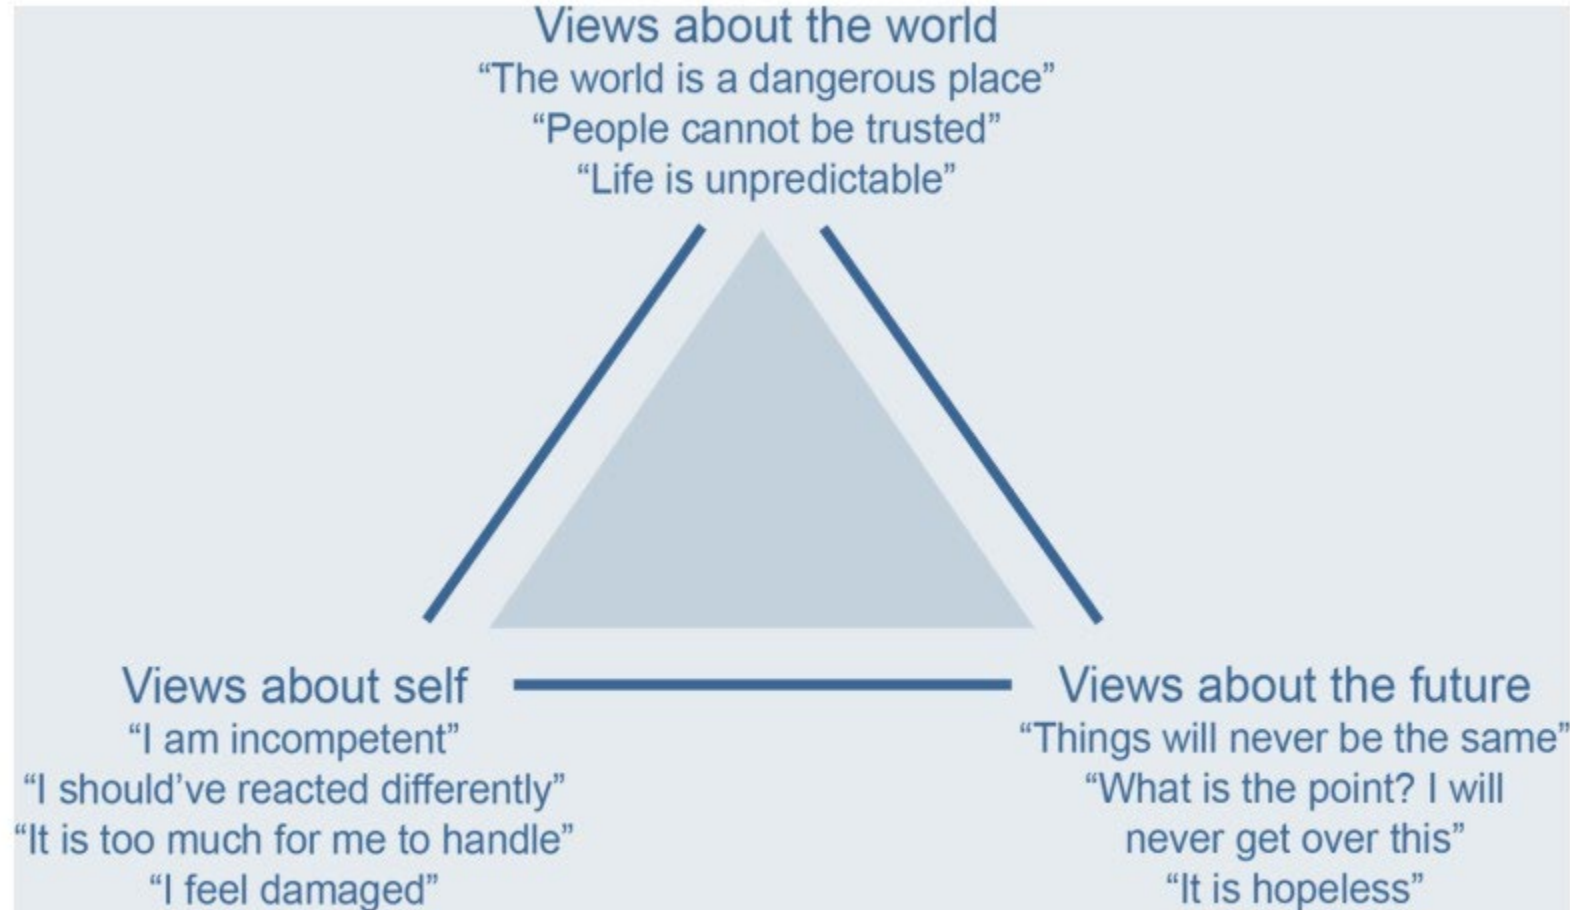 Views about the world
“The world is a dangerous place”
“People cannot be trusted”
“Life is unpredictable”
Views about self
“I am incompetent”
“I should’ve reacted differently”
“It is too much for me to handle”
“I feel damaged”
Views about the future
“Things will never be the same”
“What is the point? I will
never get over this”
“It is hopeless”